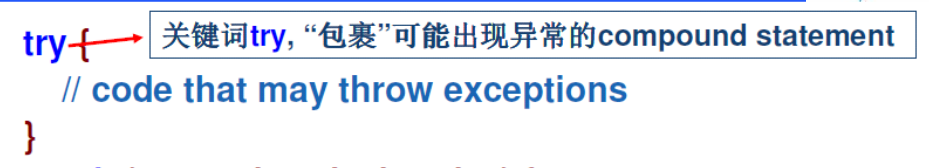 try {
关键词try, “包裹”可能出现异常的compound statement
// code that may throw exceptions
}